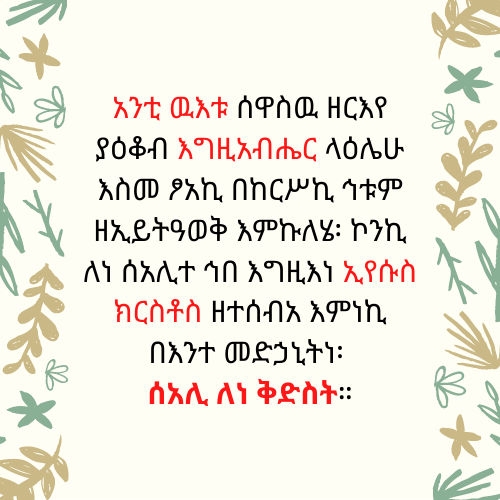 አንቲ ዉእቱ ሰዋስዉ ዘርእየ
ያዕቆብ እግዚአብሔር ላዕሌሁ
እስመ ፆአኪ በከርሥኪ ኅቱም
ዘኢይትዓወቅ እምኩለሄ፡ ኮንኪ
ለነ ሰአሊተ ኅበ እግዚእነ ኢየሱስ
ክርስቶስ ዘተሰብአ እምነኪ
በእንተ መድኃኒትነ፡
ሰአሊ ለነ ቅድስት።